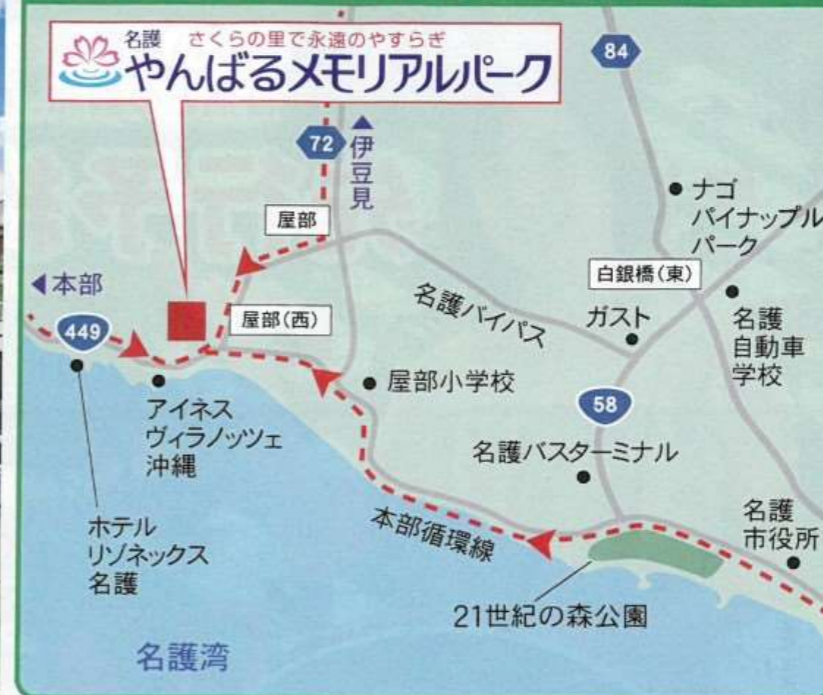 名護 さくらの里で永遠のやすらぎ
やんばるメモリアルパーク
84
72
▲伊豆見
屋部
ナゴ
パイナップル
パーク
白銀橋(東)
◀本部
449
屋部(西)
名護バイパス
ガスト
名護
自動車
学校
屋部小学校
58
アイネス
ヴィラノッツェ
沖縄
名護バスターミナル
ホテル
リゾネックス
名護
本部循環線
名護
市役所
21世紀の森公園
名護湾